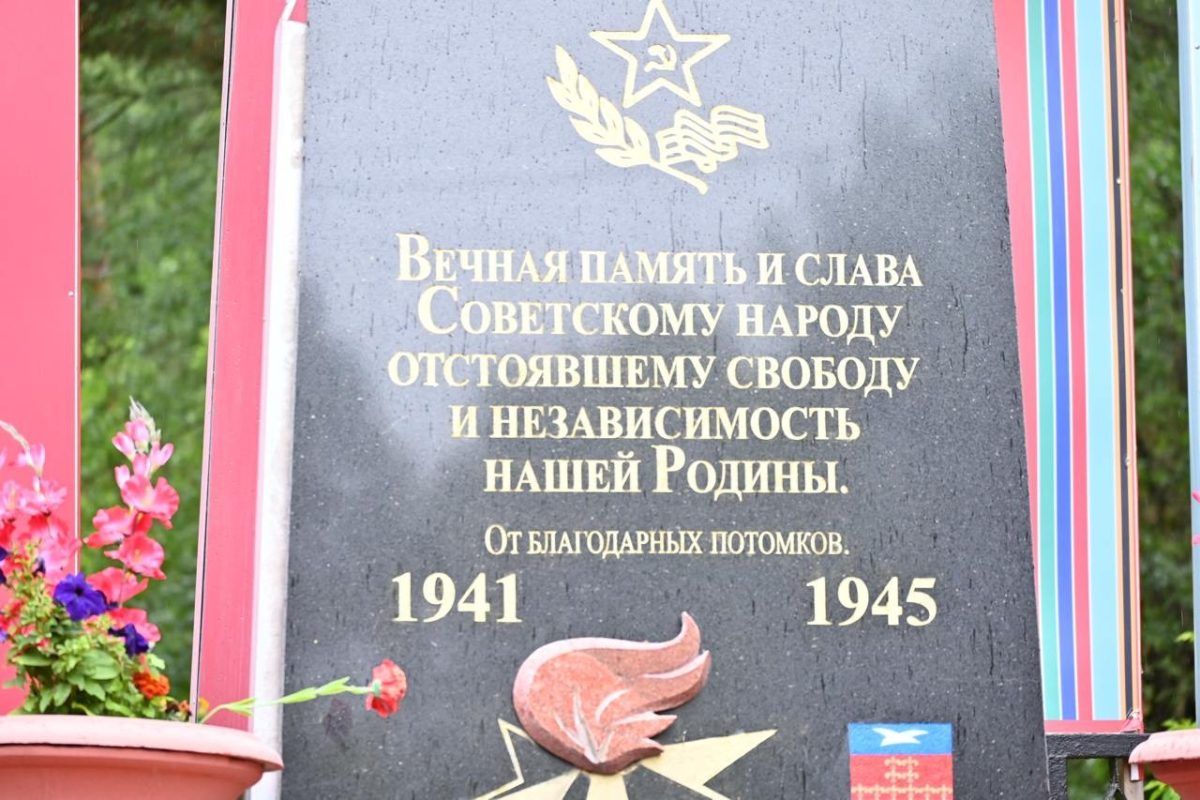 Вечная память и слава
Советскому народу
отстоявшему свободу
и независимость
нашей Родины.
От благодарных потомков.
1941 1945